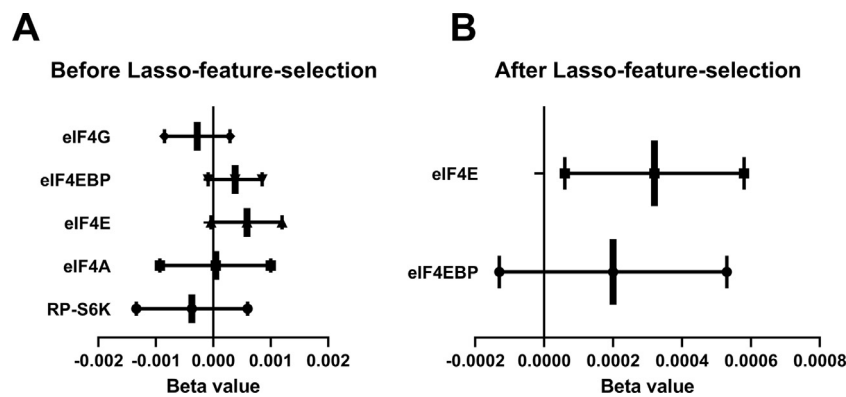 A
Before Lasso-feature-selection
eIF4G
eIF4EBP
eIF4E
eIF4A
RP-S6K
-0.002 -0.001 0.000 0.001 0.002
Beta value
B
After Lasso-feature-selection
eIF4E
eIF4EBP
-0.0002 0.0000 0.0002 0.0004 0.0006 0.0008
Beta value